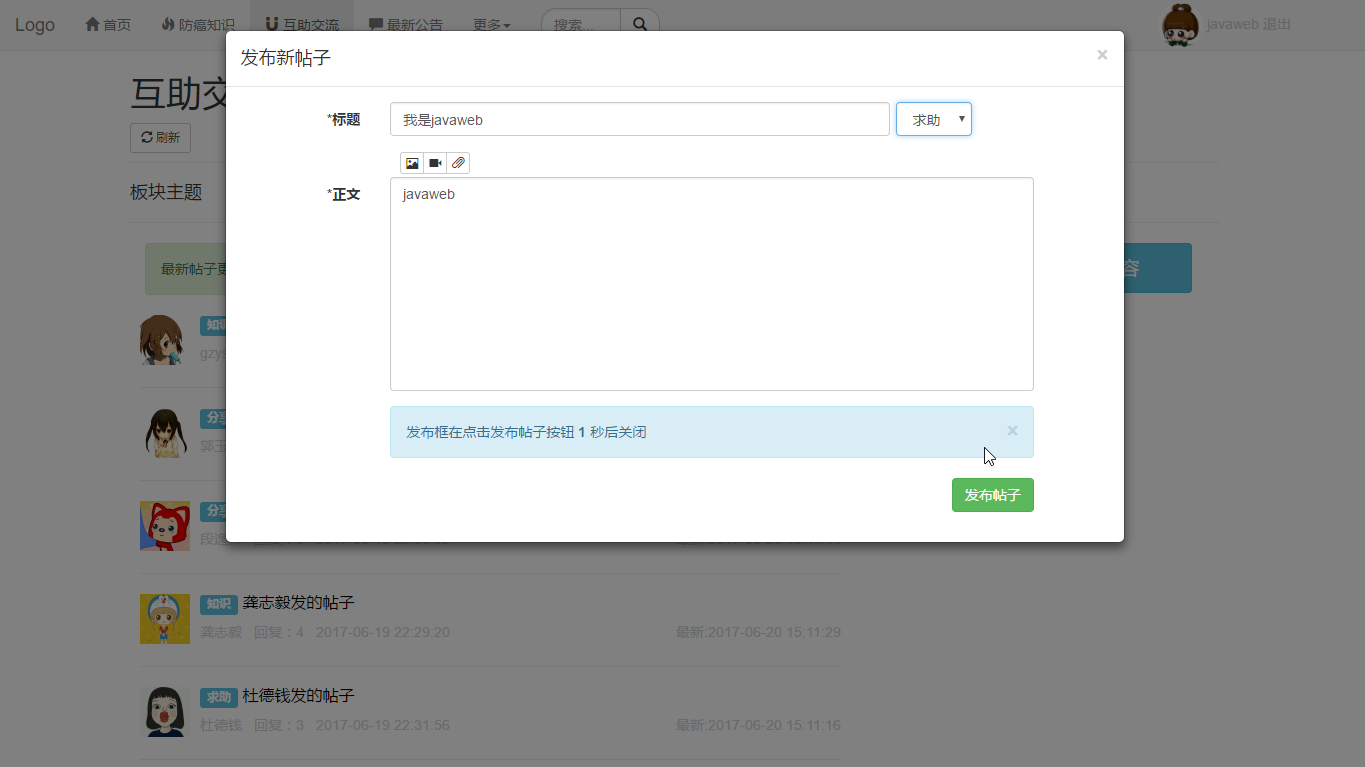 Logo 首页 防癌知识 互助交流 最新公告 更多 搜索... javaweb 退出
发布新帖子 ×
互助交
刷新
*标题 我是javaweb 求助
板块主题
*正文 javaweb
最新帖子更
容
知识
gzy
发布框在点击发布帖子按钮 1 秒后关闭 ×
分享
郭玉
发布帖子
分享
知识 龚志毅发的帖子
龚志毅 回复：4 2017-06-19 22:29:20 最新:2017-06-20 15:11:29
求助 杜德钱发的帖子
杜德钱 回复：3 2017-06-19 22:31:56 最新:2017-06-20 15:11:16